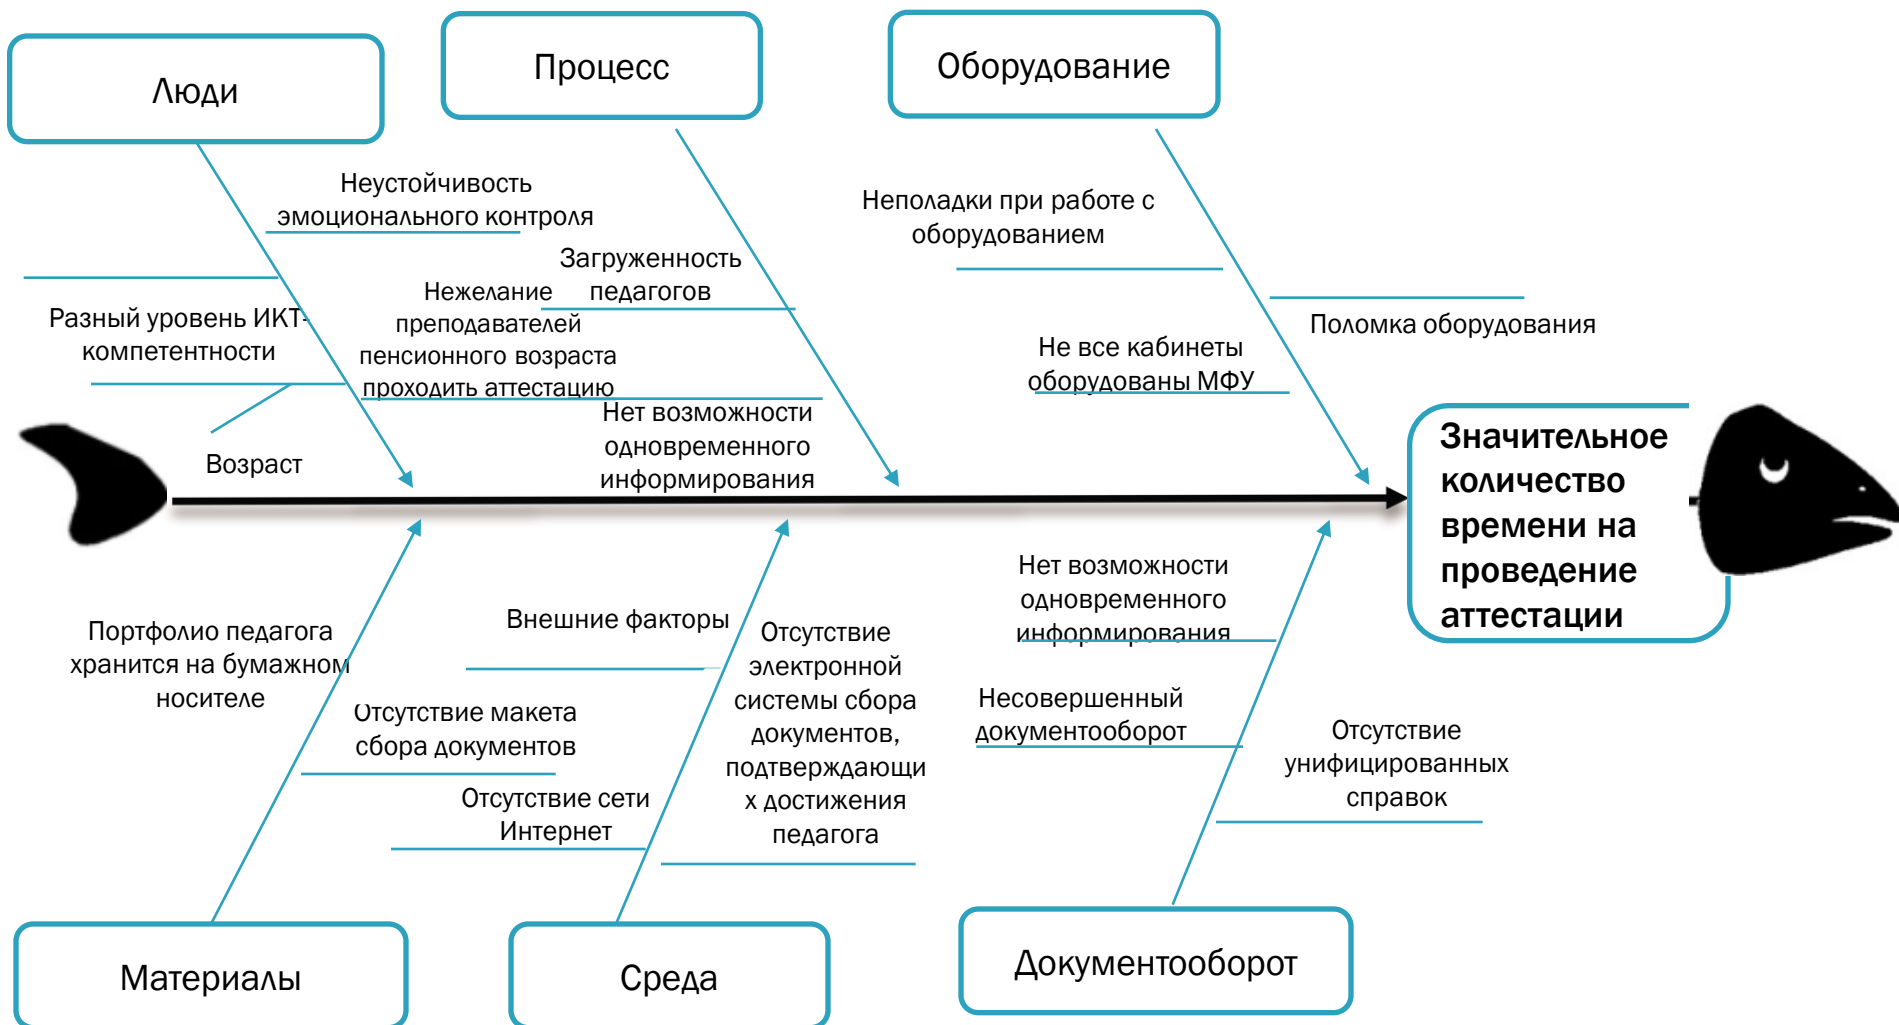 Люди
Процесс
Оборудование
Неустойчивость
эмоционального контроля
Разный уровень ИКТ-
компетентности
Возраст
Загруженность
педагогов
Нежелание
преподавателей
пенсионного возраста
проходить аттестацию
Нет возможности
одновременного
информирования
Неполадки при работе с
оборудованием
Поломка оборудования
Не все кабинеты
оборудованы МФУ
Значительное
количество
времени на
проведение
аттестации
Портфолио педагога
хранится на бумажном
носителе
Отсутствие макета
сбора документов
Внешние факторы
Отсутствие сети
Интернет
Отсутствие
электронной
системы сбора
документов,
подтверждающи
х достижения
педагога
Нет возможности
одновременного
информирования
Несовершенный
документооборот
Отсутствие
унифицированных
справок
Материалы
Среда
Документооборот